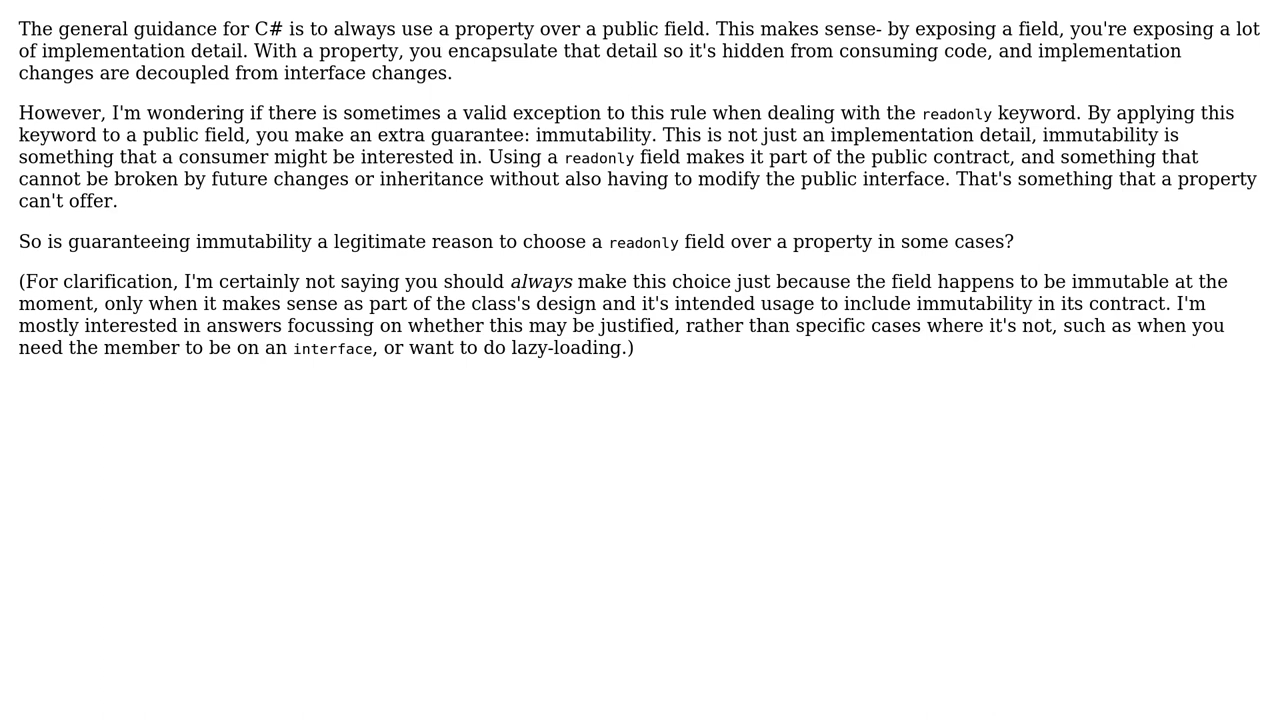 The general guidance for C# is to always use a property over a public field. This makes sense- by exposing a field, you're exposing a lot
of implementation detail. With a property, you encapsulate that detail so it's hidden from consuming code, and implementation
changes are decoupled from interface changes.
However, I'm wondering if there is sometimes a valid exception to this rule when dealing with the readonly keyword. By applying this
keyword to a public field, you make an extra guarantee: immutability. This is not just an implementation detail, immutability is
something that a consumer might be interested in. Using a readonly field makes it part of the public contract, and something that
cannot be broken by future changes or inheritance without also having to modify the public interface. That's something that a property
can't offer.
So is guaranteeing immutability a legitimate reason to choose a readonly field over a property in some cases?
(For clarification, I'm certainly not saying you should always make this choice just because the field happens to be immutable at the
moment, only when it makes sense as part of the class's design and it's intended usage to include immutability in its contract. I'm
mostly interested in answers focussing on whether this may be justified, rather than specific cases where it's not, such as when you
need the member to be on an interface, or want to do lazy-loading.)